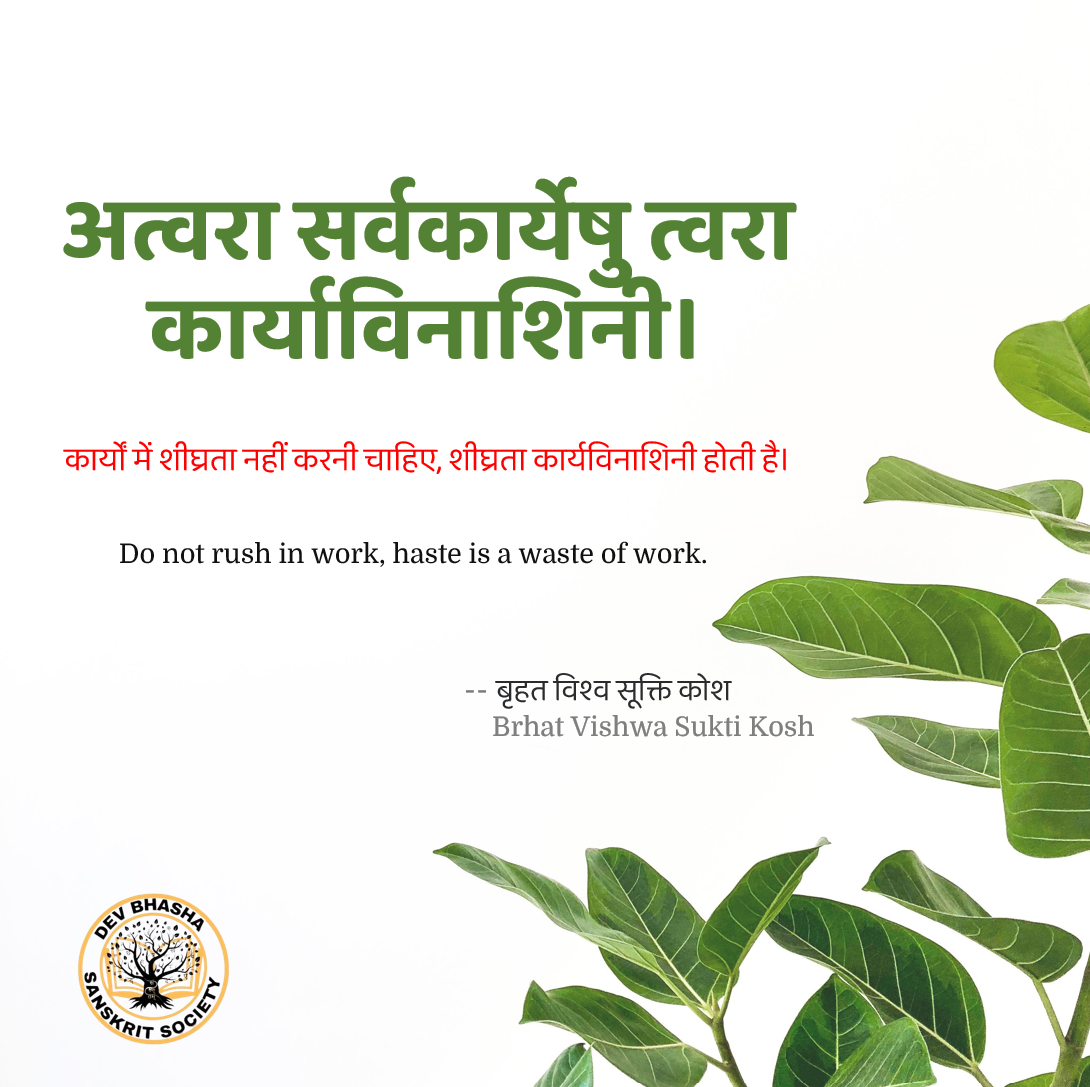 अत्वरा सर्वकार्येषु त्वरा
कार्याविनाशिनी।
कार्यों में शीघ्रता नहीं करनी चाहिए, शीघ्रता कार्यविनाशिनी होती है।
Do not rush in work, haste is a waste of work.
-- बृहत विश्व सूक्ति कोश
Brhat Vishwa Sukti Kosh
DEV BHASHA
SANSKRIT SOCIETY